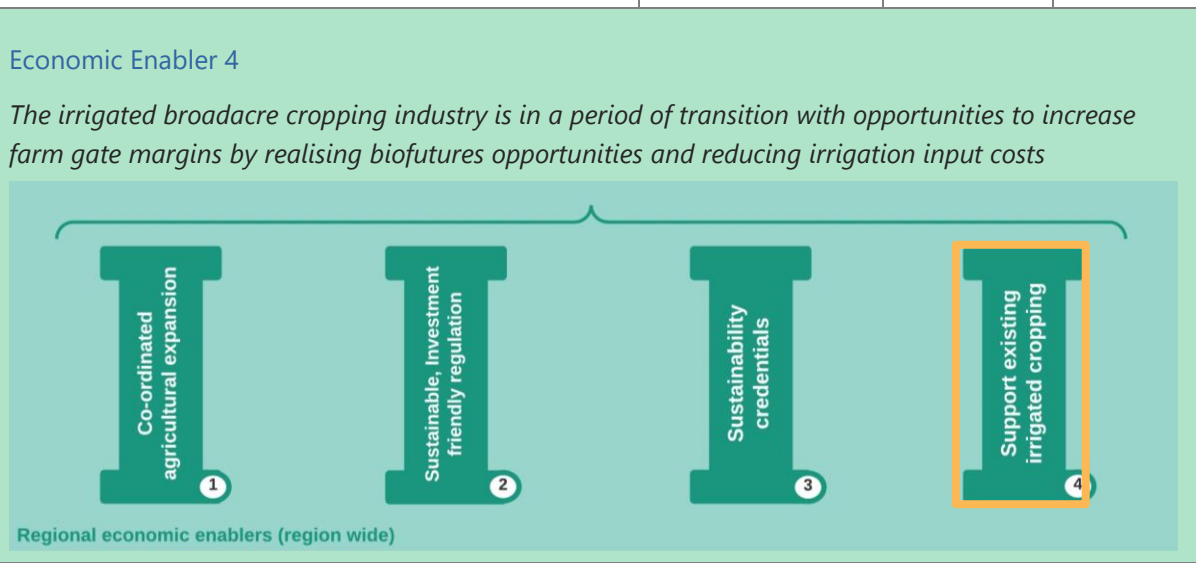 Economic Enabler 4
The irrigated broadacre cropping industry is in a period of transition with opportunities to increase
farm gate margins by realising biofutures opportunities and reducing irrigation input costs
Co-ordinated
agricultural expansion
1
Sustainable, Investment
friendly regulation
2
Sustainability
credentials
3
Support existing
irrigated cropping
4
Regional economic enablers (region wide)